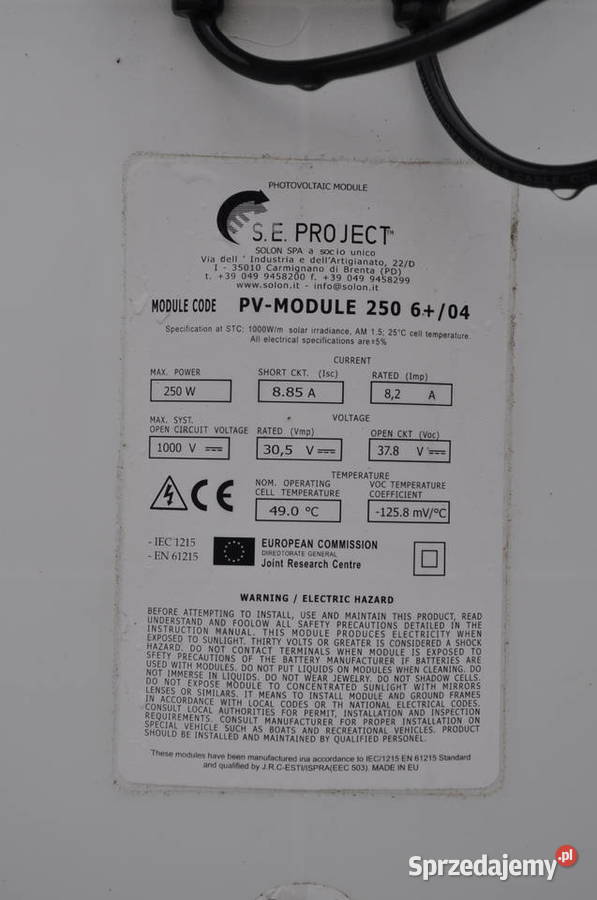 PHOTOVOLTAIC MODULE
S.E. PROJECT™
SOLON SPA a socio unico
Via dell ' Industria e dell'Artigianato, 22/D
I - 35010 Carmignano di Brenta (PD)
t. +39 049 9458200 f. +39 049 9458299
www.solon.it - info@solon.it
MODULE CODE PV-MODULE 250 6+/04
Specification at STC: 1000W/m solar irradiance, AM 1.5; 25°C cell temperature.
All electrical specifications are±5%
CURRENT
MAX. POWER SHORT CKT. (Isc) RATED (Imp)
250 W 8.85 A 8,2 A
MAX. SYST. VOLTAGE
OPEN CIRCUIT VOLTAGE RATED (Vmp) OPEN CKT (Voc)
1000 V 30,5 V 37.8 V
TEMPERATURE
NOM. OPERATING VOC TEMPERATURE
CELL TEMPERATURE COEFFICIENT
CE 49.0 °C -125.8 mV/°C
- IEC 1215 EUROPEAN COMMISSION
- EN 61215 DIRECTORATE GENERAL
Joint Research Centre
WARNING / ELECTRIC HAZARD
BEFORE ATTEMPTING TO INSTALL, USE AND MAINTAIN THIS PRODUCT, READ
UNDERSTAND AND FOOLOW ALL SAFETY PRECAUTIONS DETAILED IN THE
INSTRUCTION MANUAL. THIS MODULE PRODUCES ELECTRICITY WHEN
EXPOSED TO SUNLIGHT. THIRTY VOLTS OR GREATER IS CONSIDERED A SHOCK
HAZARD. DO NOT CONTACT TERMINALS WHEN MODULE IS EXPOSED TO
SFETY PRECAUTIONS OF THE BATTERY MANUFACTURER IF BATTERIES ARE
USED WITH MODULES. DO NOT PUT LIQUIDS ON MODULES WHEN CLEANING. DO
NOT IMMERSE IN LIQUIDS. DO NOT WEAR JEWELRY. DO NOT SHADOW CELLS.
DO NOT EXPOSE MODULE TO CONCENTRATED SUNLIGHT WITH MIRRORS
LENSES OR SIMILARS. IT MEANS TO INSTALL MODULE AND GROUND FRAMES
IN ACCORDANCE WITH LOCAL CODES OR TH NATIONAL ELECTRICAL CODES.
CONSULT LOCAL AUTHORITIES FOR PERMIT, INSTALLATION AND INSPECTION
REQUIREMENTS. CONSULT MANUFACTURER FOR PROPER INSTALLATION ON
SPECIAL VEHICLE SUCH AS BOATS AND RECREATIONAL VEHICLES. PRODUCT
SHOULD BE INSTALLED AND MAINTAINED BY QUALIFIED PERSONEL.
These modules have been manufactured ina accordance to IEC/1215 EN 61215 Standard
and qualified by J.R.C-ESTI/ISPRA(EEC 503). MADE IN EU
Sprzedajemy.pl